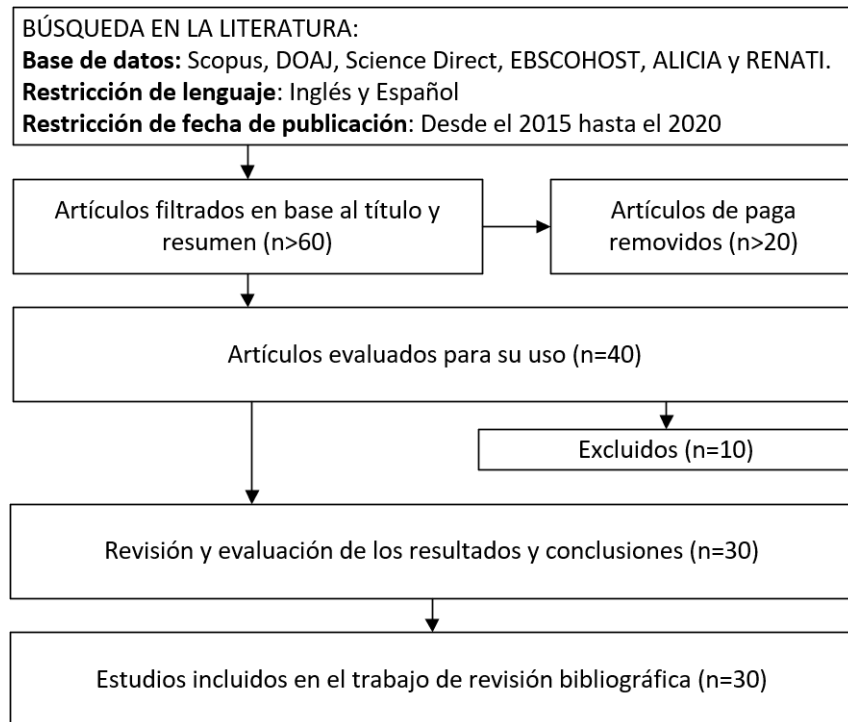 BÚSQUEDA EN LA LITERATURA:
Base de datos: Scopus, DOAJ, Science Direct, EBSCOHOST, ALICIA y RENATI.
Restricción de lenguaje: Inglés y Español
Restricción de fecha de publicación: Desde el 2015 hasta el 2020
Artículos filtrados en base al título y
resumen (n>60)
Artículos de paga
removidos (n>20)
Artículos evaluados para su uso (n=40)
Excluidos (n=10)
Revisión y evaluación de los resultados y conclusiones (n=30)
Estudios incluidos en el trabajo de revisión bibliográfica (n=30)